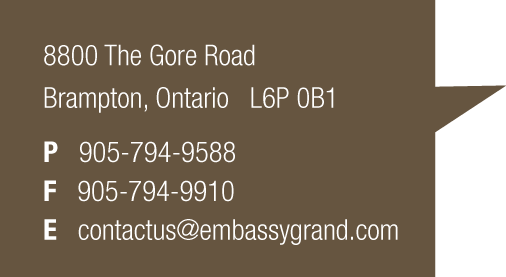 8800 The Gore Road
Brampton, Ontario L6P 0B1
P 905-794-9588
F 905-794-9910
E contactus@embassygrand.com